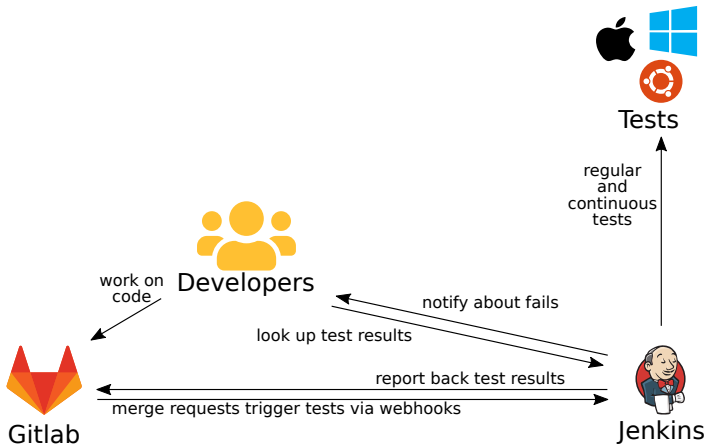 Tests
regular
and
continuous
tests
Developers
work on
code
notify about fails
look up test results
report back test results
merge requests trigger tests via webhooks
Gitlab
Jenkins